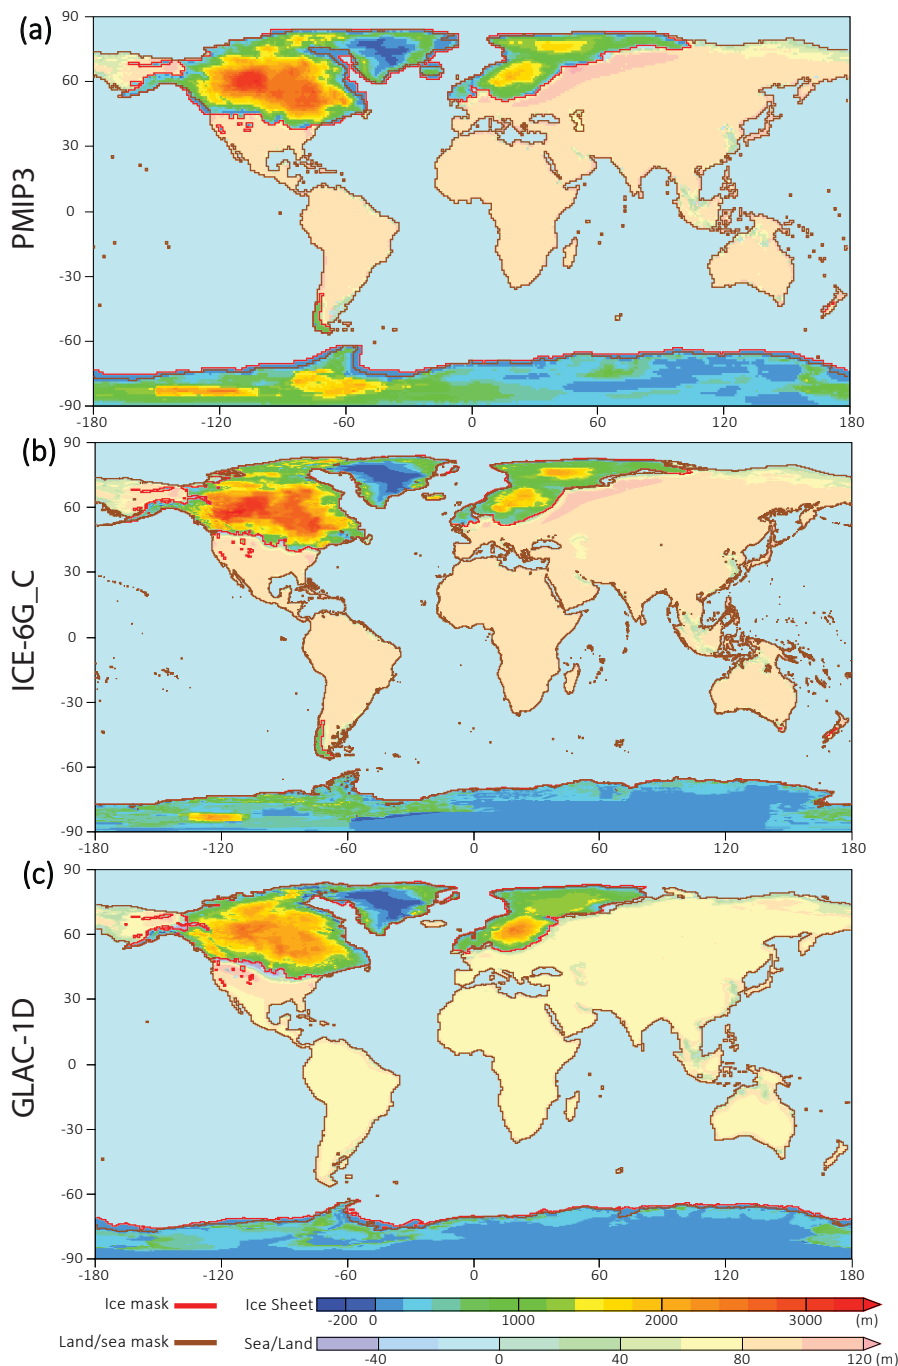 (a)
PMIP3
90
60
30
0
-30
-60
-90
-180 -120 -60 0 60 120 180
(b)
ICE-6G_C
90
60
30
0
-30
-60
-90
-180 -120 -60 0 60 120 180
(c)
GLAC-1D
90
60
30
0
-30
-60
-90
-180 -120 -60 0 60 120 180
Ice mask Ice Sheet
-200 0 1000 2000 3000 (m)
Land/sea mask Sea/Land
-40 0 40 80 120 (m)